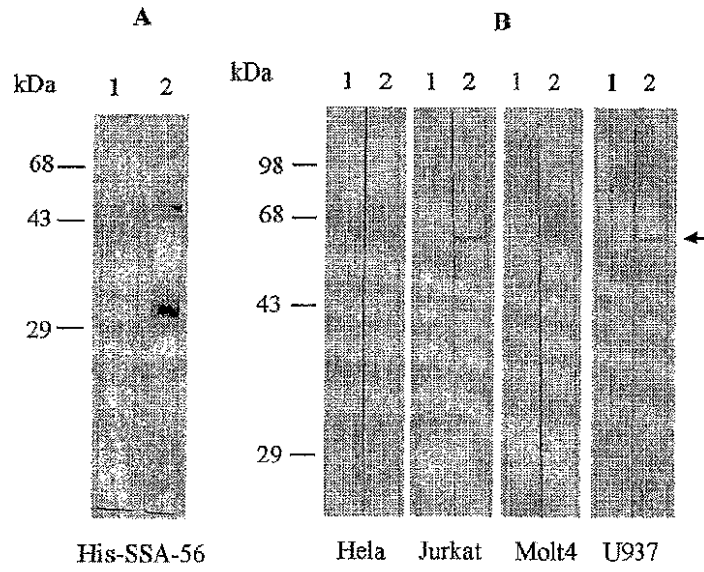 A
B
kDa 1 2
kDa 1 2 1 2 1 2 1 2
68
43
29
98
68
43
29
His-SSA-56
Hela Jurkat Molt4 U937